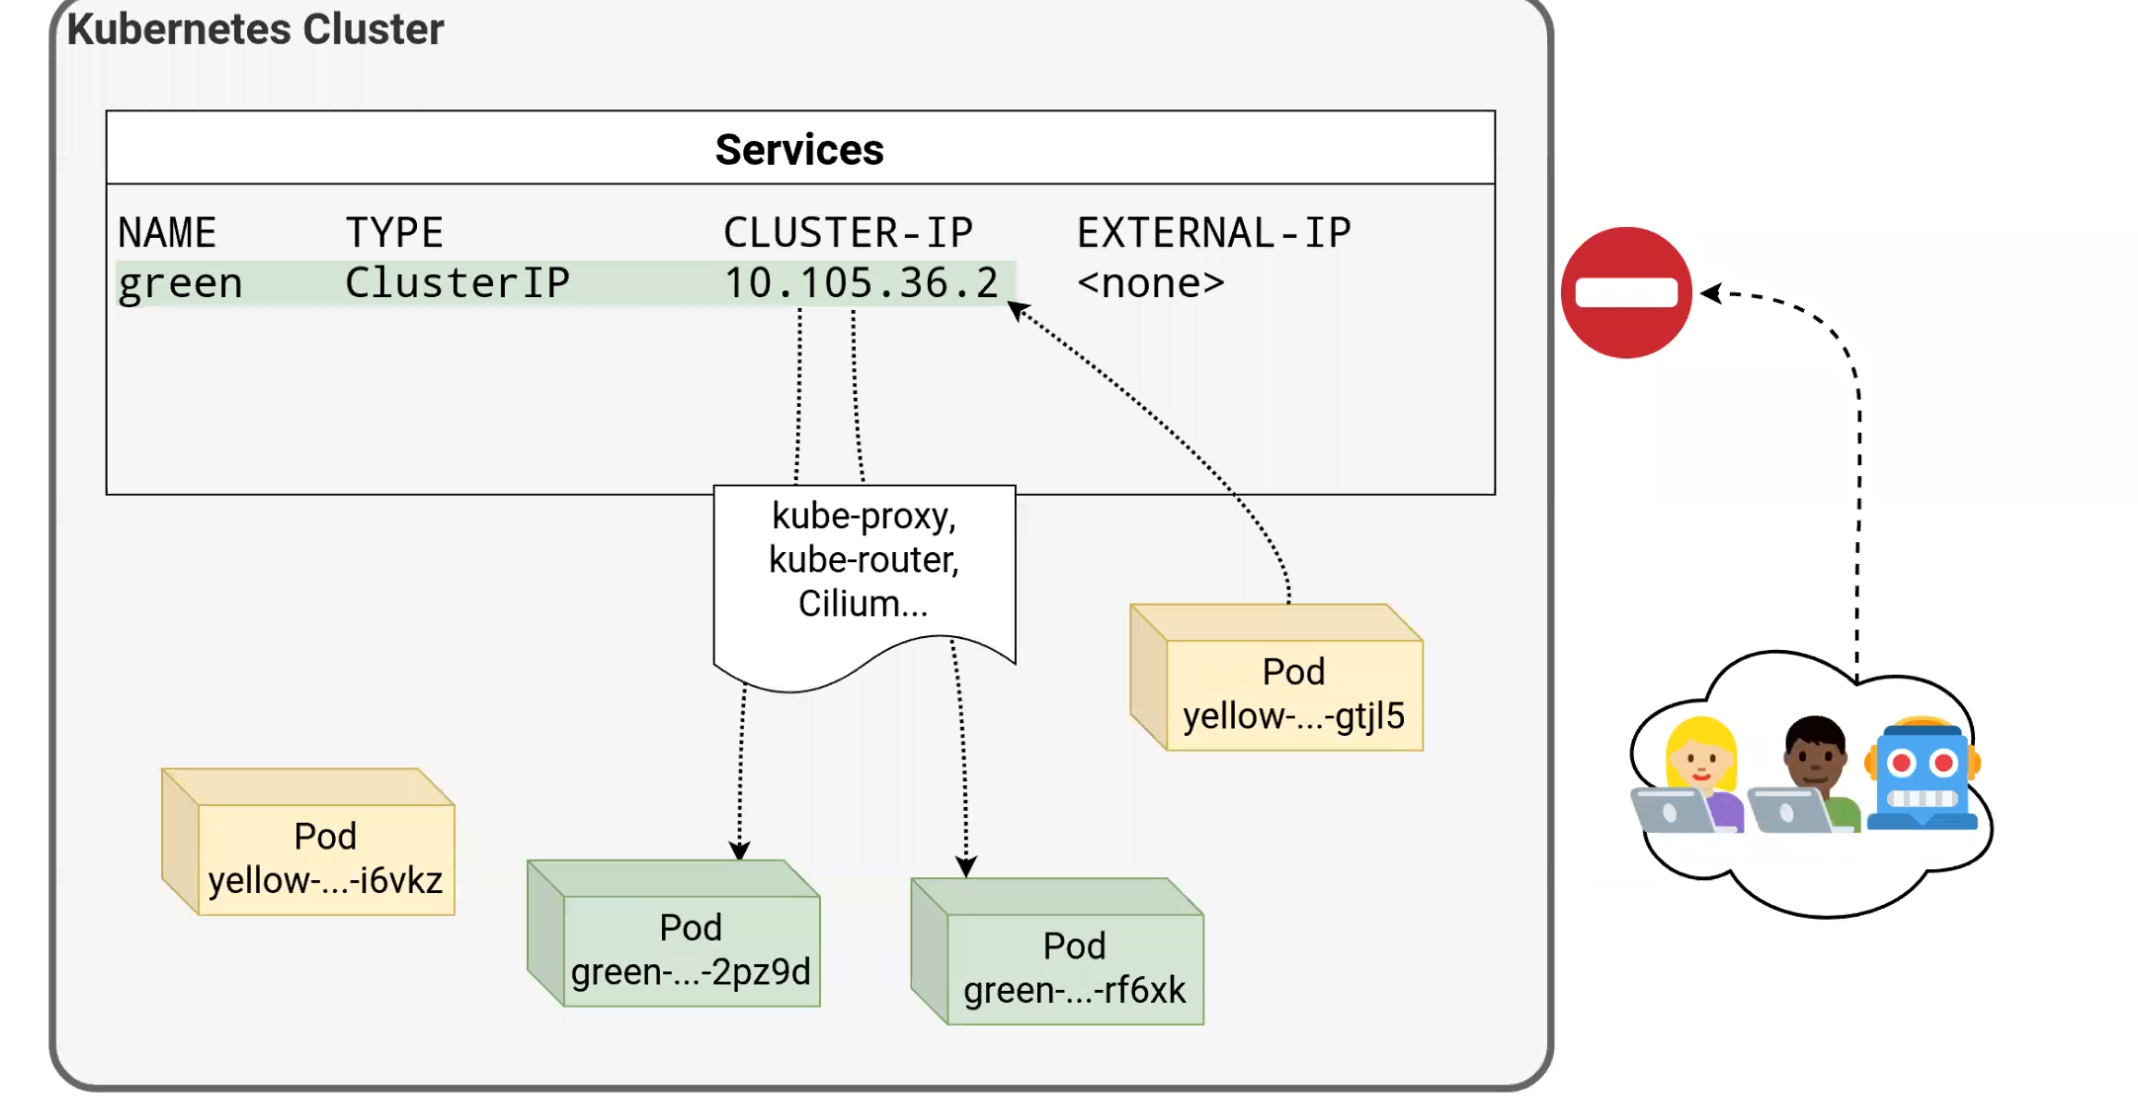 Kubernetes Cluster
Services
NAME TYPE CLUSTER-IP EXTERNAL-IP
green ClusterIP 10.105.36.2 <none>
kube-proxy,
kube-router,
Cilium...
Pod
yellow-...-gtjl5
Pod
yellow-...-i6vkz
Pod
green-...-2pz9d
Pod
green-...-rf6xk